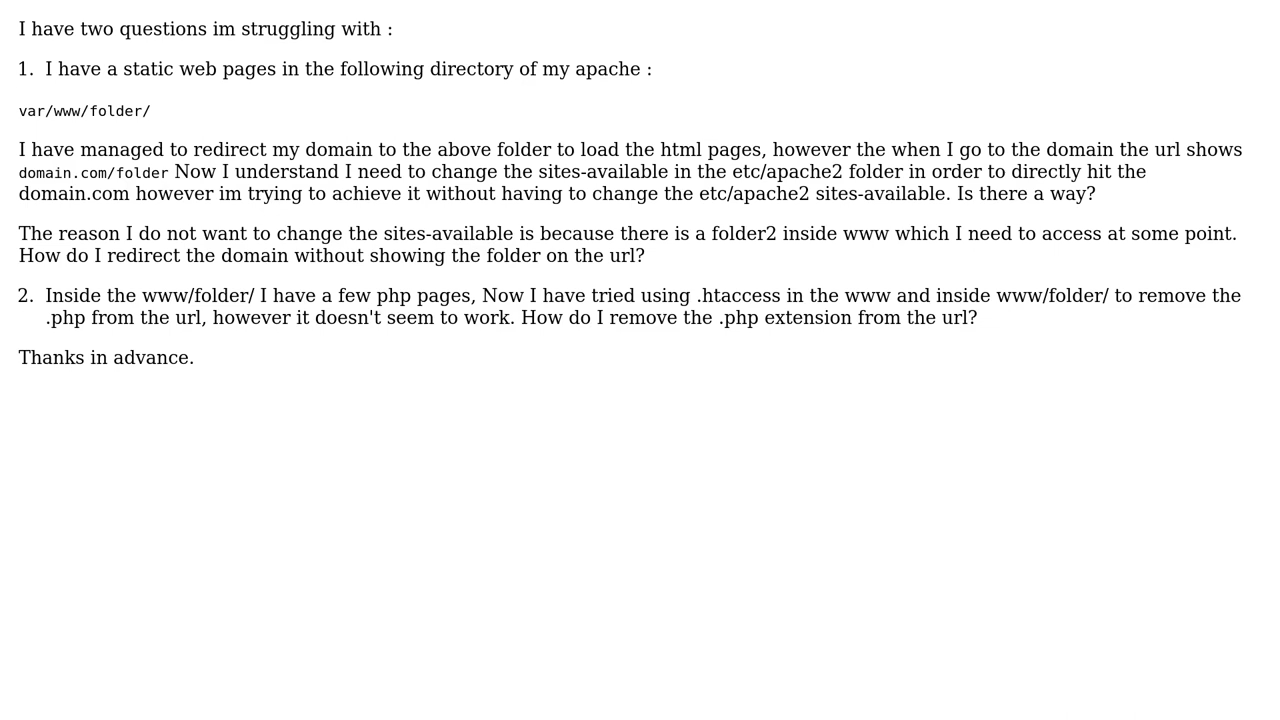 I have two questions im struggling with :
1. I have a static web pages in the following directory of my apache :
var/www/folder/
I have managed to redirect my domain to the above folder to load the html pages, however the when I go to the domain the url shows
domain.com/folder Now I understand I need to change the sites-available in the etc/apache2 folder in order to directly hit the
domain.com however im trying to achieve it without having to change the etc/apache2 sites-available. Is there a way?
The reason I do not want to change the sites-available is because there is a folder2 inside www which I need to access at some point.
How do I redirect the domain without showing the folder on the url?
2. Inside the www/folder/ I have a few php pages, Now I have tried using .htaccess in the www and inside www/folder/ to remove the
.php from the url, however it doesn't seem to work. How do I remove the .php extension from the url?
Thanks in advance.